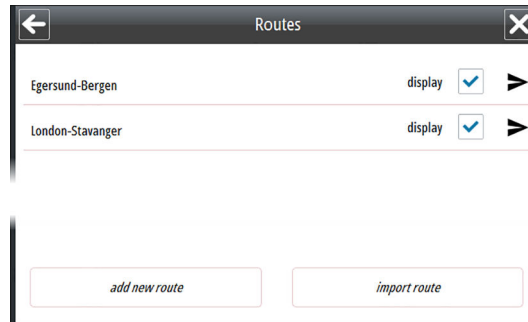 Routes
Egersund-Bergen display
London-Stavanger display
add new route import route